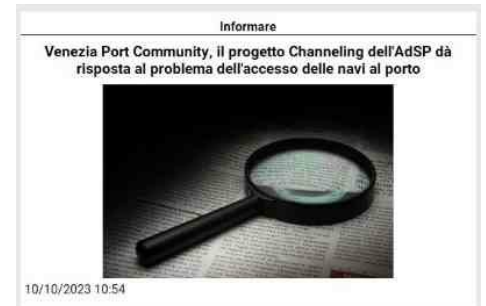 Informare
Venezia Port Community, il progetto Channeling dell'AdSP dà
risposta al problema dell'accesso delle navi al porto
10/10/2023 10:54